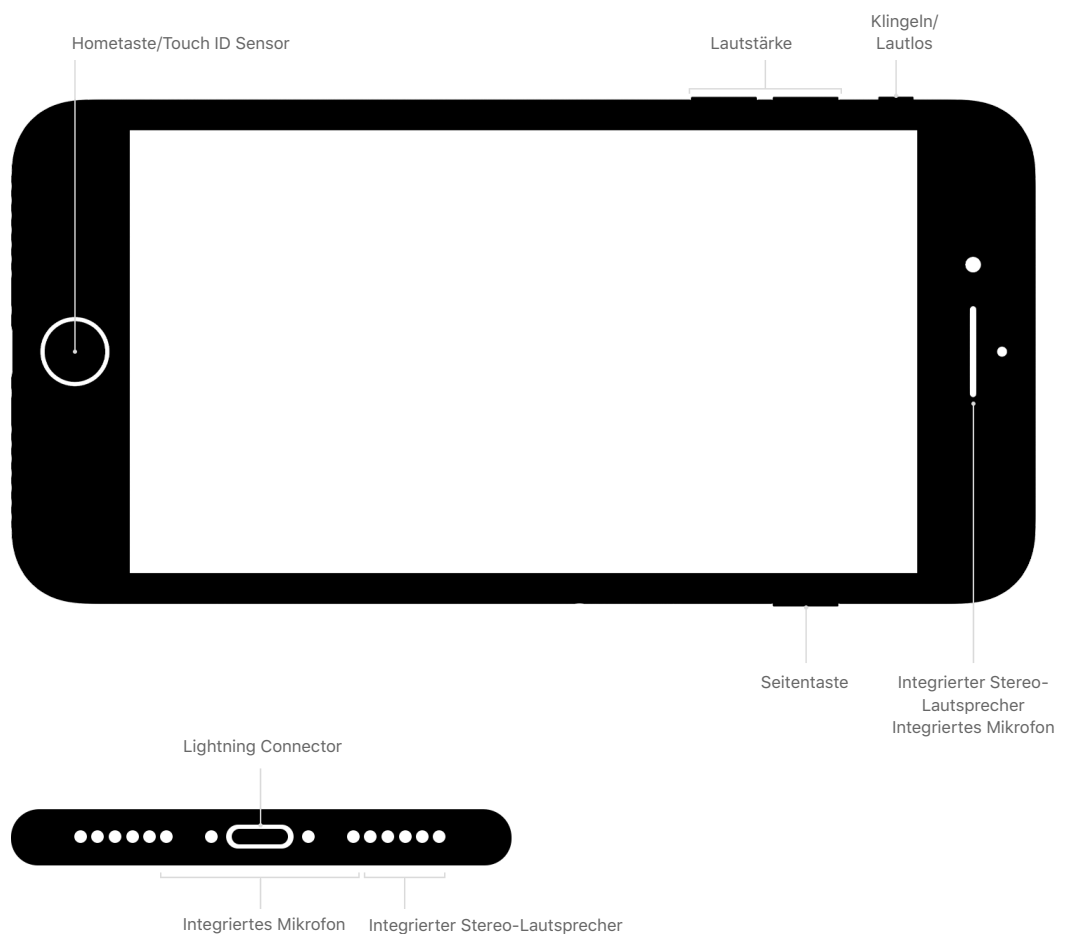 Klingeln/
Hometaste/Touch ID Sensor
Lautstärke
Lautlos
Seitentaste
Integrierter Stereo-
Lautsprecher
Integriertes Mikrofon
Lightning Connector
Integriertes Mikrofon
Integrierter Stereo-Lautsprecher